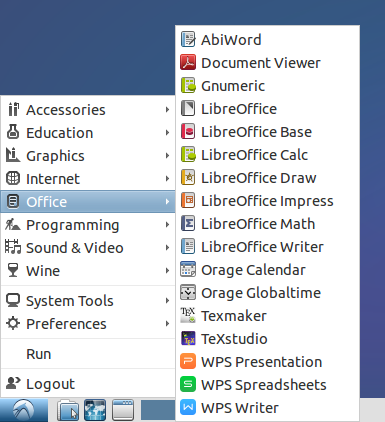 Accessories
Education
Graphics
Internet
Office
Programming
Sound & Video
Wine
System Tools
Preferences
Run
Logout
AbiWord
Document Viewer
Gnumeric
LibreOffice
LibreOffice Base
LibreOffice Calc
LibreOffice Draw
LibreOffice Impress
LibreOffice Math
LibreOffice Writer
Orage Calendar
Orage Globaltime
Texmaker
TeXstudio
WPS Presentation
WPS Spreadsheets
WPS Writer